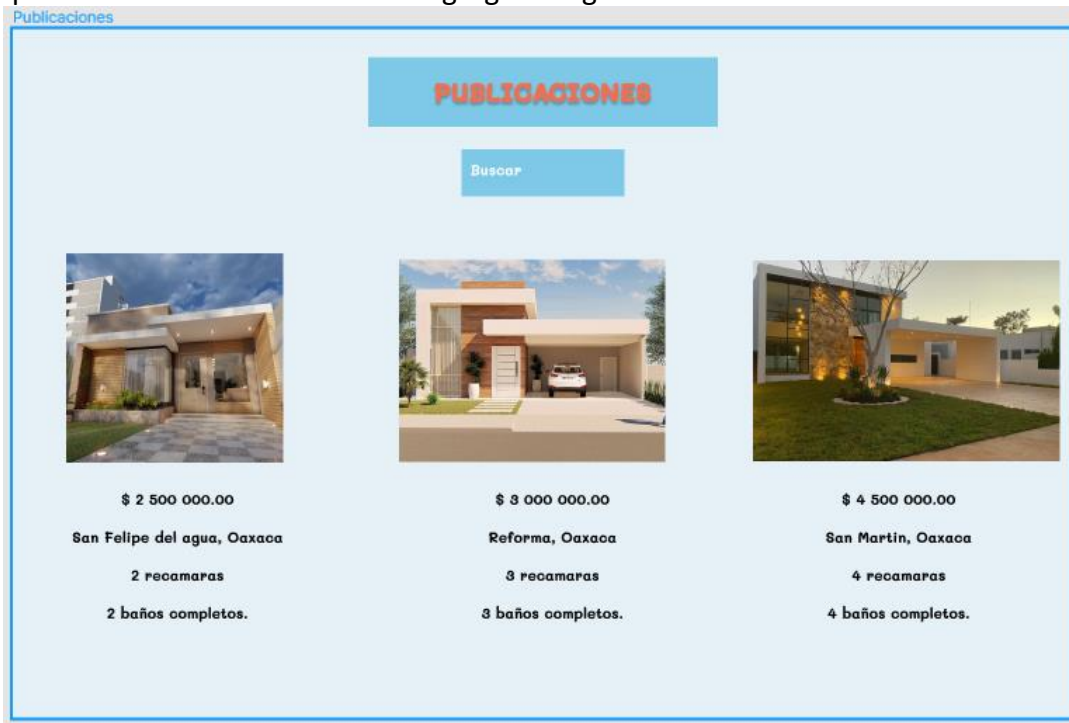 Publicaciones
PUBLICACIONES
Buscar
$ 2 500 000.00
San Felipe del agua, Oaxaca
2 recamaras
2 baños completos.
$ 3 000 000.00
Reforma, Oaxaca
3 recamaras
3 baños completos.
$ 4 500 000.00
San Martin, Oaxaca
4 recamaras
4 baños completos.